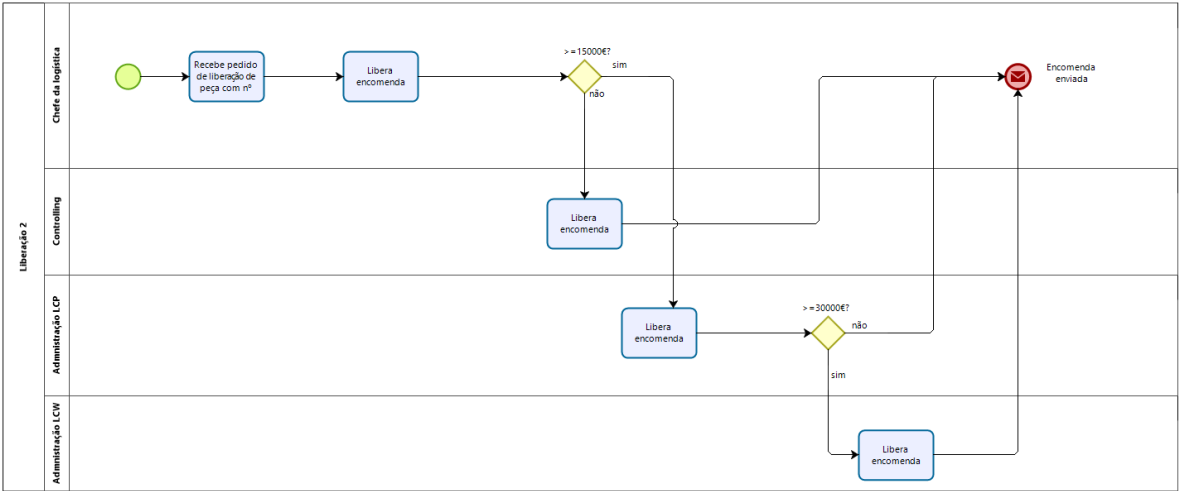 Liberação 2
Chefe da logística
Recebe pedido
de liberação de
peça com nº
Libera
encomenda
>=15000€?
sim
não
Encomenda
enviada
Controlling
Libera
encomenda
Admnistração LCP
Libera
encomenda
>=30000€?
não
sim
Admnistração LCW
Libera
encomenda